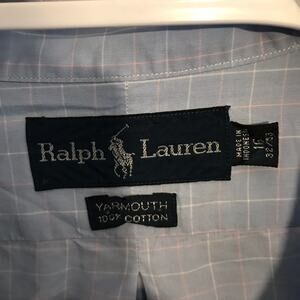 Ralph Lauren
MADE IN
INDONESIA
16
32/33
YARMOUTH
100% COTTON